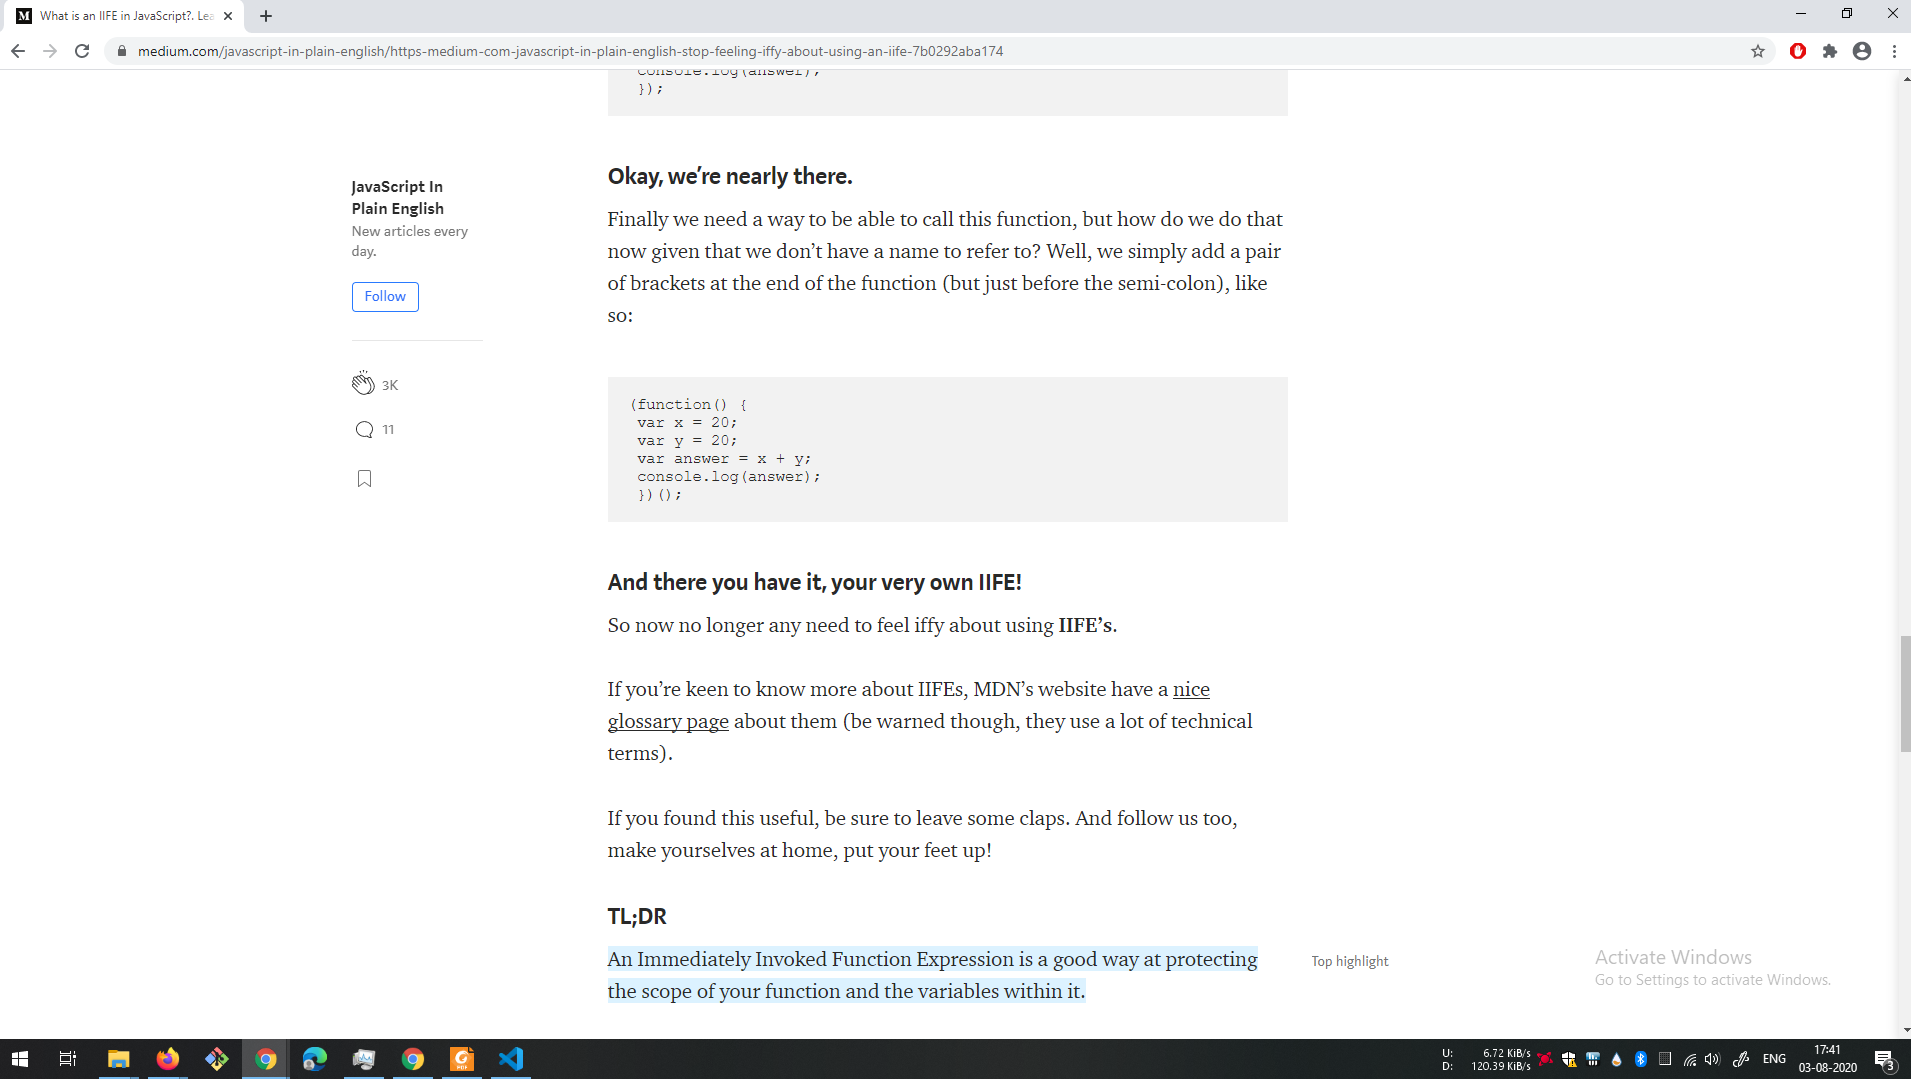 What is an IIFE in JavaScript?. Lea
medium.com/javascript-in-plain-english/https-medium-com-javascript-in-plain-english-stop-feeling-iffy-about-using-an-iife-7b0292aba174
console.log(answer);
});
JavaScript In
Plain English
New articles every
day.
Follow
3K
11
Okay, we’re nearly there.
Finally we need a way to be able to call this function, but how do we do that
now given that we don’t have a name to refer to? Well, we simply add a pair
of brackets at the end of the function (but just before the semi-colon), like
so:
(function() {
var x = 20;
var y = 20;
var answer = x + y;
console.log(answer);
})();
And there you have it, your very own IIFE!
So now no longer any need to feel iffy about using IIFE’s.
If you’re keen to know more about IIFEs, MDN’s website have a nice
glossary page about them (be warned though, they use a lot of technical
terms).
If you found this useful, be sure to leave some claps. And follow us too,
make yourselves at home, put your feet up!
TL;DR
An Immediately Invoked Function Expression is a good way at protecting
the scope of your function and the variables within it.
Top highlight
Activate Windows
Go to Settings to activate Windows.
U: 6.72 KiB/s
D: 120.39 KiB/s
ENG
17:41
03-08-2020
3